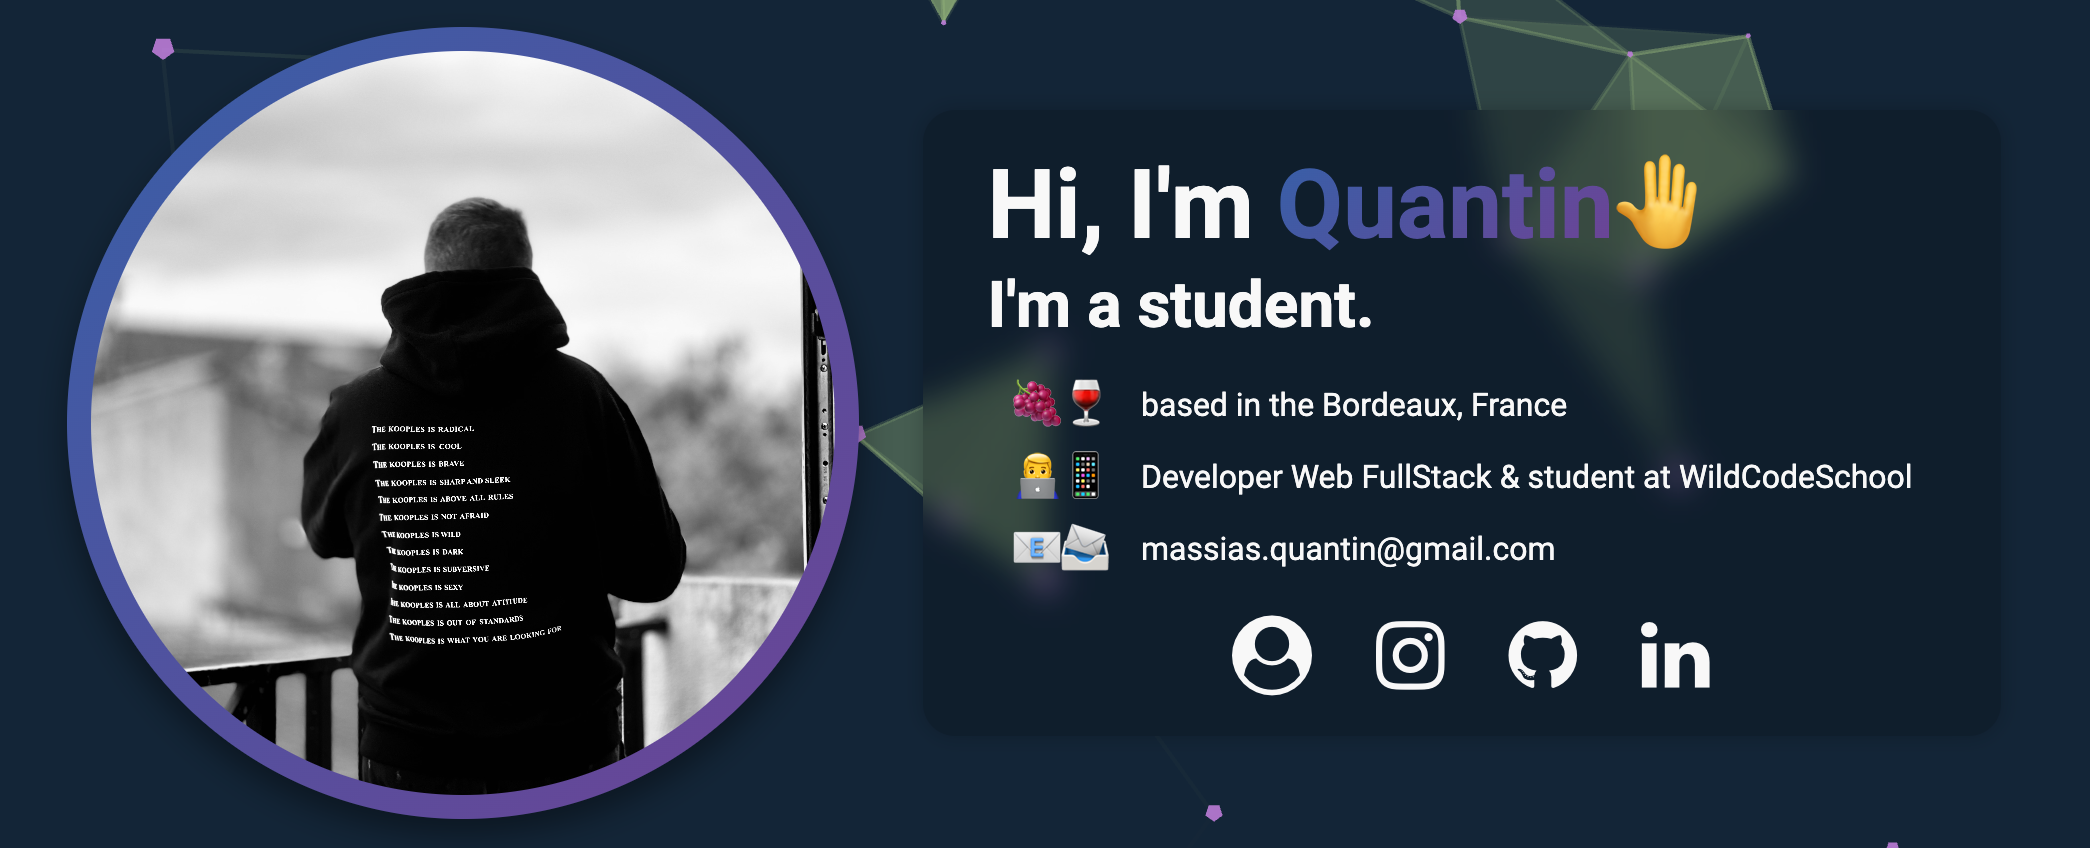 THE KOOPLES IS RADICAL
THE KOOPLES IS COOL
THE KOOPLES IS BRAVE
THE KOOPLES IS SHARP AND SLEEK
THE KOOPLES IS ABOVE ALL RULES
THE KOOPLES IS NOT AFRAID
THE KOOPLES IS WILD
THE KOOPLES IS DARK
THE KOOPLES IS SUBVERSIVE
THE KOOPLES IS SEXY
THE KOOPLES IS ALL ABOUT ATTITUDE
THE KOOPLES IS OUT OF STANDARDS
THE KOOPLES IS WHAT YOU ARE LOOKING FOR
Hi, I'm Quantin🤚
I'm a student.
🍇🍷 based in the Bordeaux, France
👨‍💻📱 Developer Web FullStack & student at WildCodeSchool
📧📨 massias.quantin@gmail.com
in